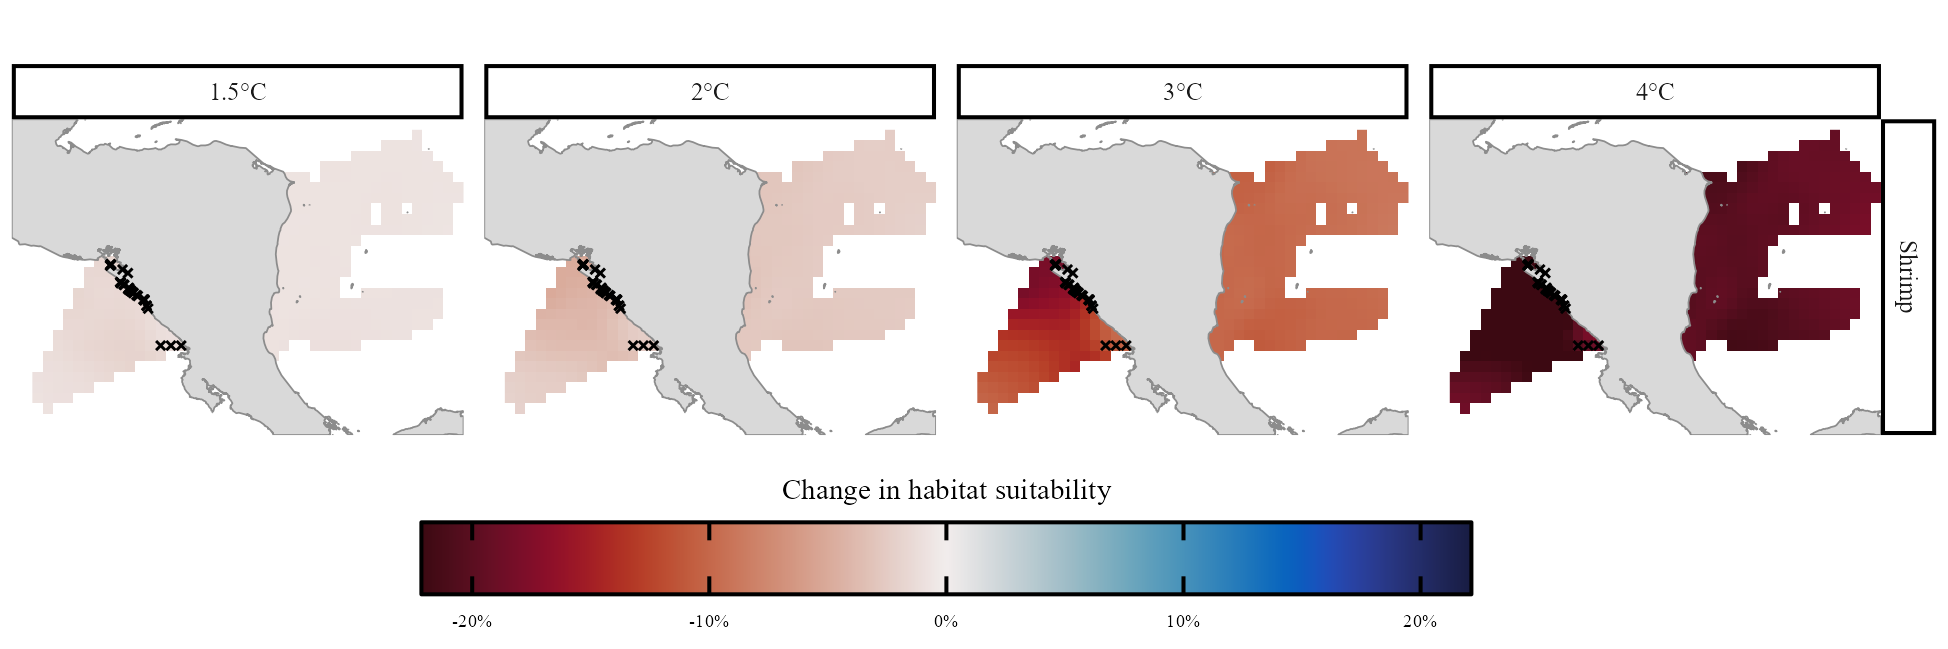 1.5°C
2°C
3°C
4°C
Shrimp
Change in habitat suitability
-20%
-10%
0%
10%
20%